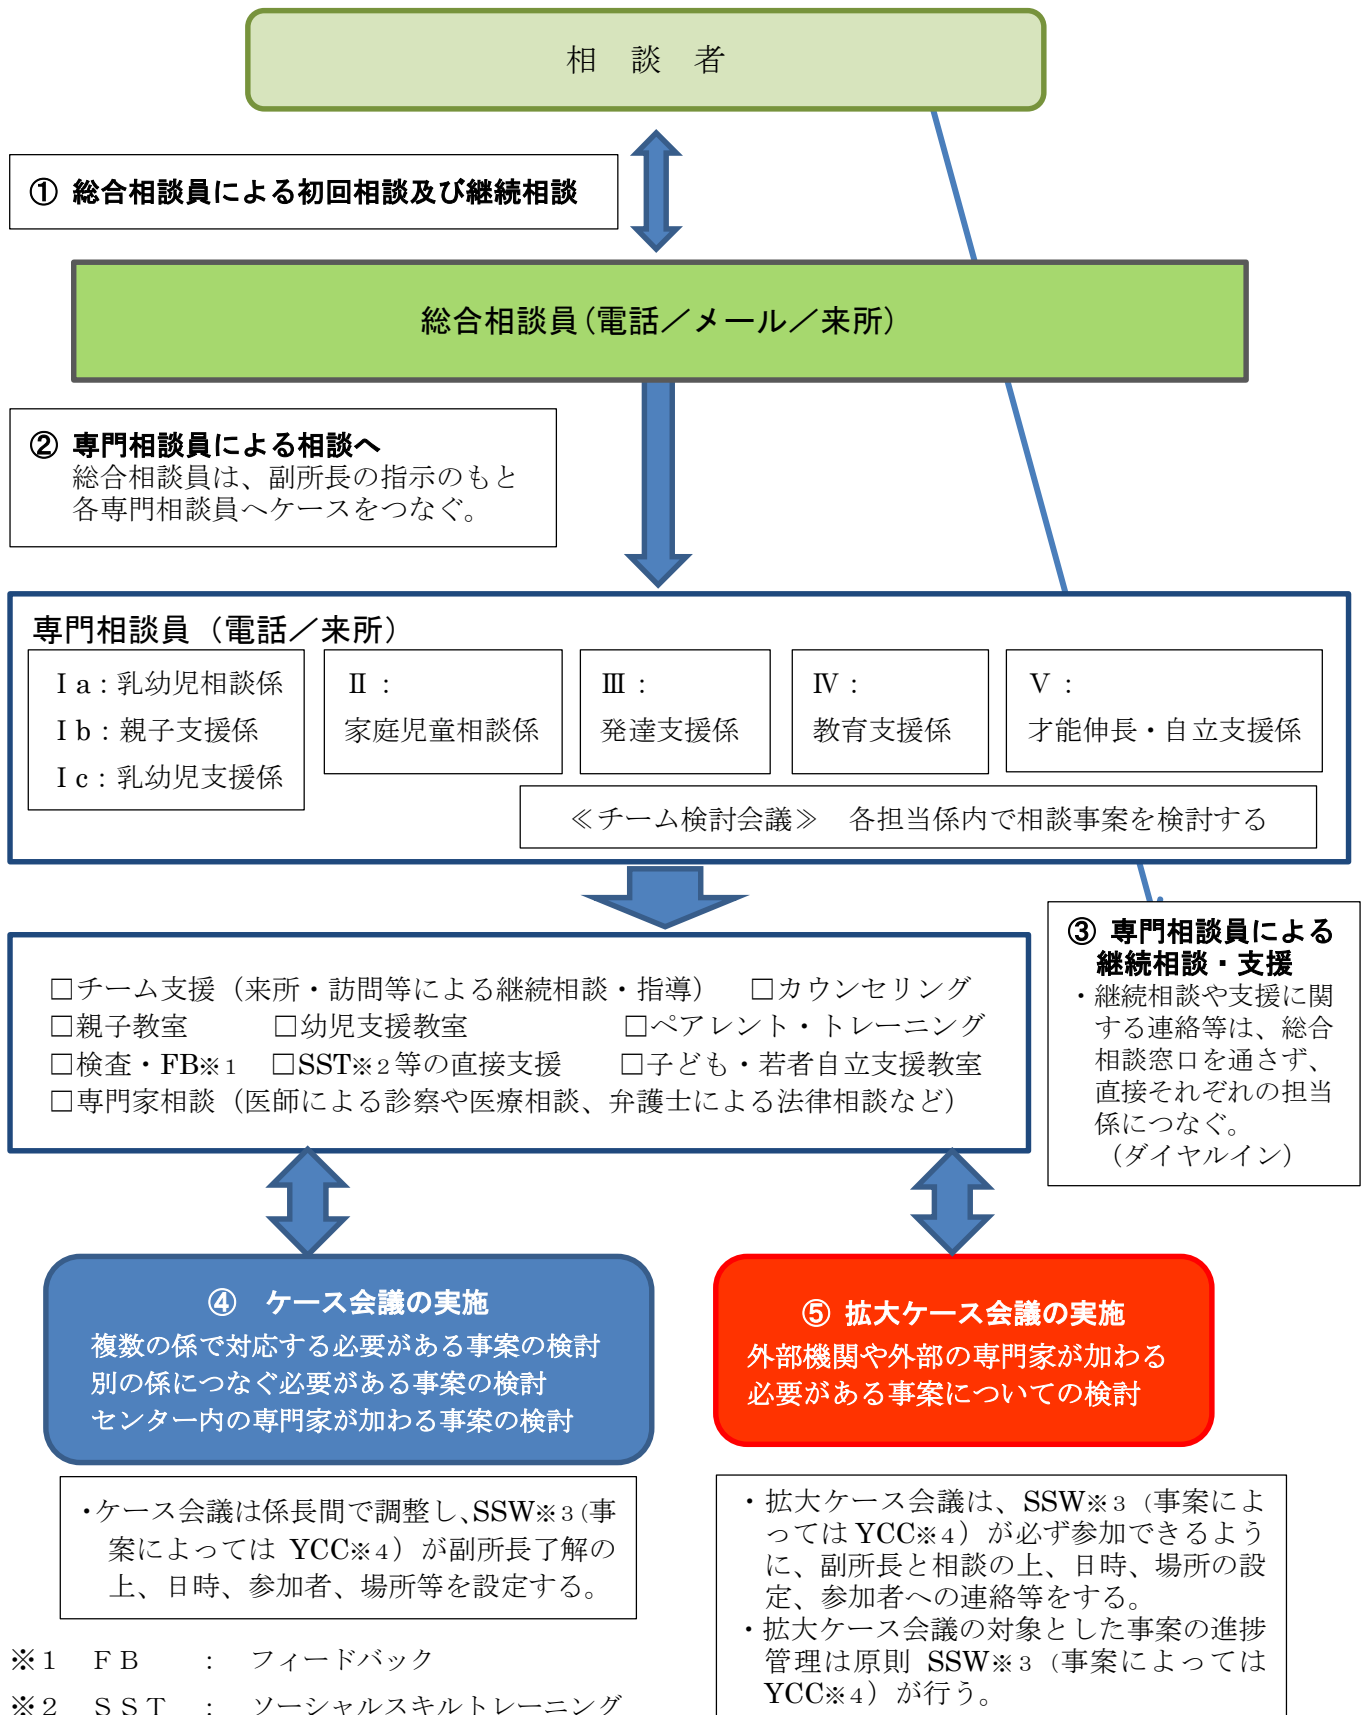 相　談　者
① 総合相談員による初回相談及び継続相談
総合相談員（電話／メール／来所）
② 専門相談員による相談へ
総合相談員は、副所長の指示のもと
各専門相談員へケースをつなぐ。
専門相談員（電話／来所）
Ⅰa：乳幼児相談係
Ⅰb：親子支援係
Ⅰc：乳幼児支援係
Ⅱ：
家庭児童相談係
Ⅲ：
発達支援係
Ⅳ：
教育支援係
Ⅴ：
才能伸長・自立支援係
≪チーム検討会議≫　各担当係内で相談事案を検討する
□チーム支援（来所・訪問等による継続相談・指導）　□カウンセリング
□親子教室　　□幼児支援教室　　□ペアレント・トレーニング
□検査・FB※1　□SST※2等の直接支援　　□子ども・若者自立支援教室
□専門家相談（医師による診察や医療相談、弁護士による法律相談など）
③ 専門相談員による
継続相談・支援
・継続相談や支援に関
する連絡等は、総合
相談窓口を通さず、
直接それぞれの担当
係につなぐ。
（ダイヤルイン）
④　ケース会議の実施
複数の係で対応する必要がある事案の検討
別の係につなぐ必要がある事案の検討
センター内の専門家が加わる事案の検討
⑤ 拡大ケース会議の実施
外部機関や外部の専門家が加わる
必要がある事案についての検討
・ケース会議は係長間で調整し、SSW※3（事
案によっては YCC※4）が副所長了解の
上、日時、参加者、場所等を設定する。
・拡大ケース会議は、SSW※3（事案によ
ってはYCC※4）が必ず参加できるよう
に、副所長と相談の上、日時、場所の設
定、参加者への連絡等をする。
・拡大ケース会議の対象とした事案の進捗
管理は原則 SSW※3（事案によっては
YCC※4）が行う。
※１　ＦＢ　：　フィードバック
※２　ＳＳＴ　：　ソーシャルスキルトレーニング